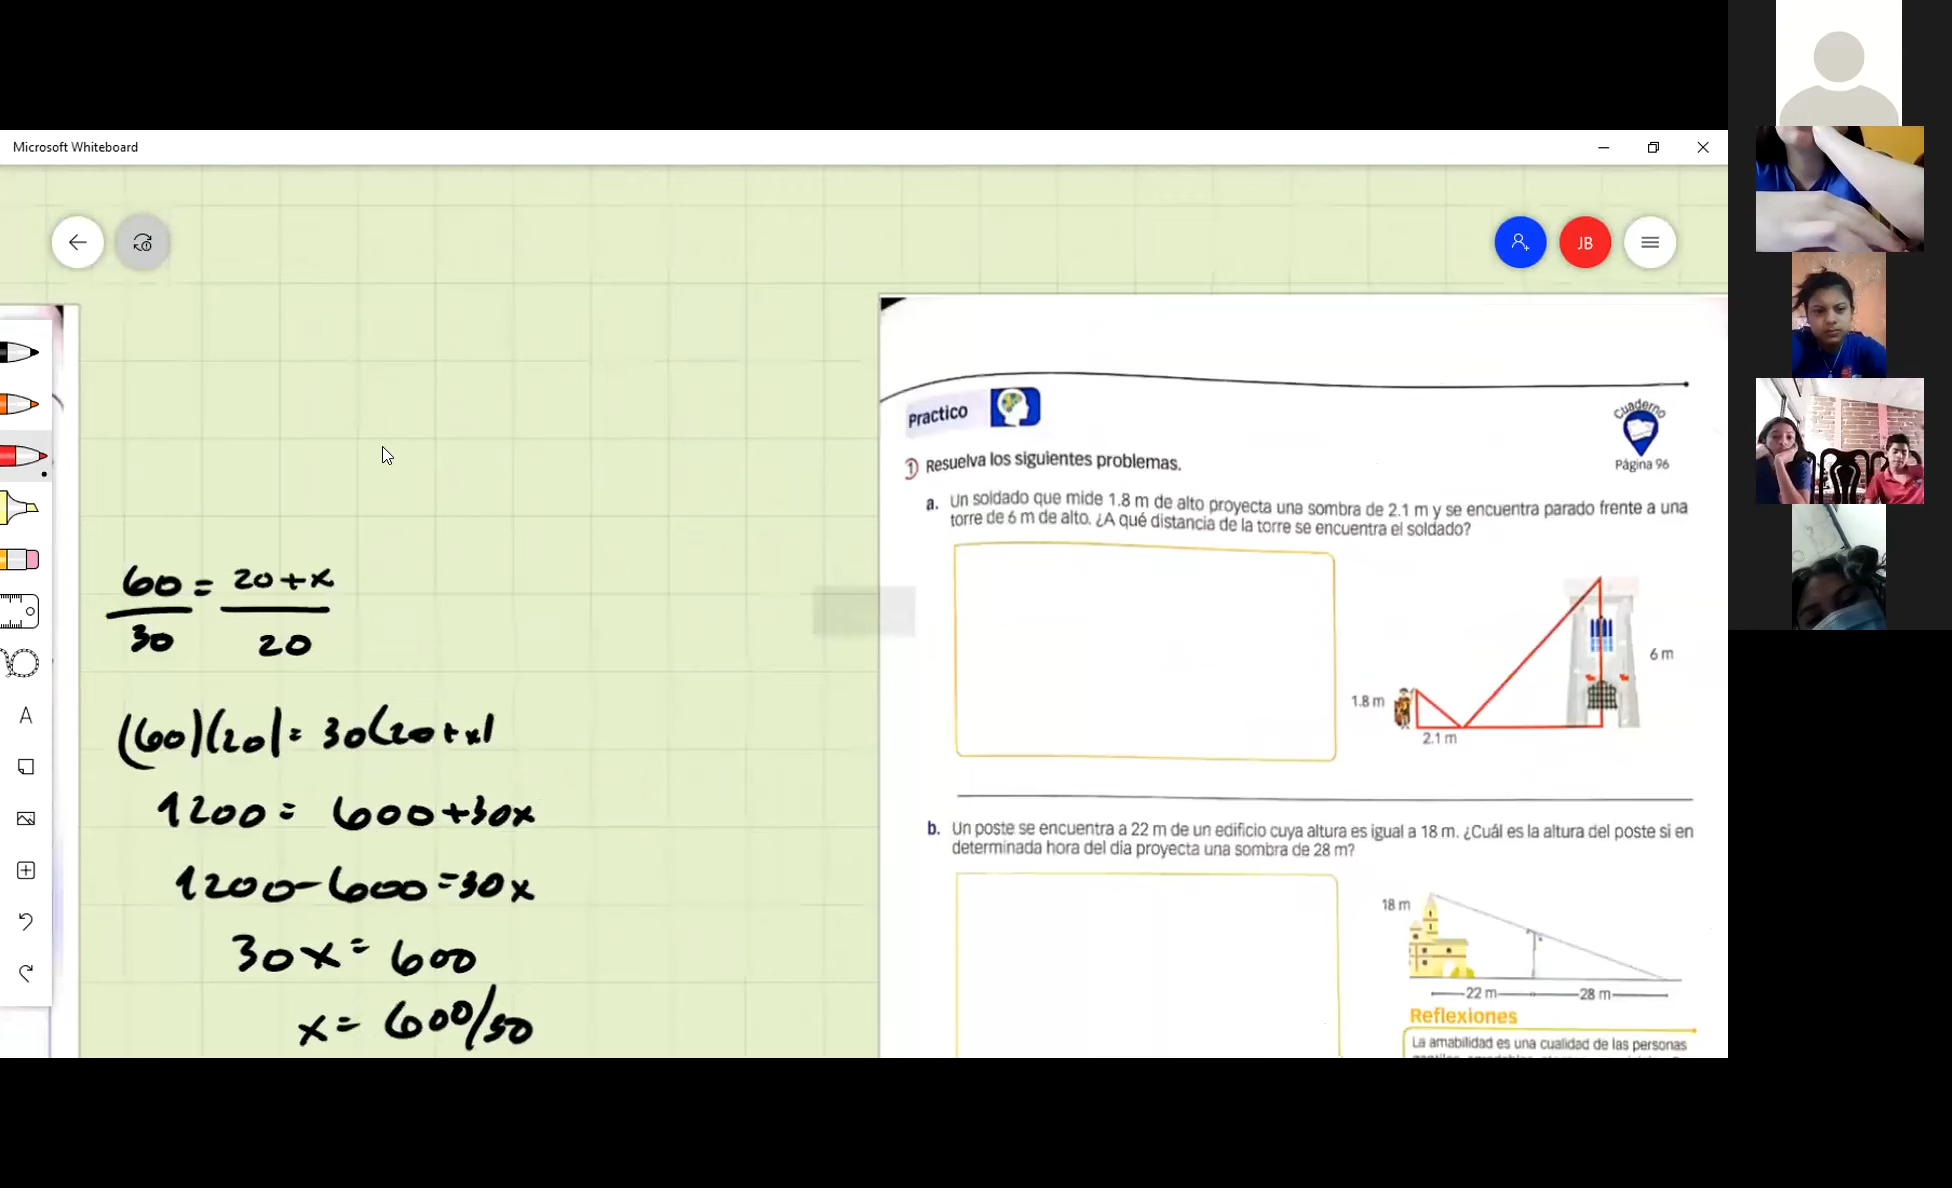 Microsoft Whiteboard
JB
60 = 20+x
30 20
(60)(20)= 30(20+x)
1200= 600+30x
1200-600=30x
30x= 600
x= 600/30
A
Practico
Cuaderno
Página 96
1 Resuelva los siguientes problemas.
a. Un soldado que mide 1.8 m de alto proyecta una sombra de 2.1 m y se encuentra parado frente a una
torre de 6 m de alto. ¿A qué distancia de la torre se encuentra el soldado?
6 m
1.8 m
2.1 m
b. Un poste se encuentra a 22 m de un edificio cuya altura es igual a 18 m. ¿Cuál es la altura del poste si en
determinada hora del día proyecta una sombra de 28 m?
18 m
22 m 28 m
Reflexiones
La amabilidad es una cualidad de las personas